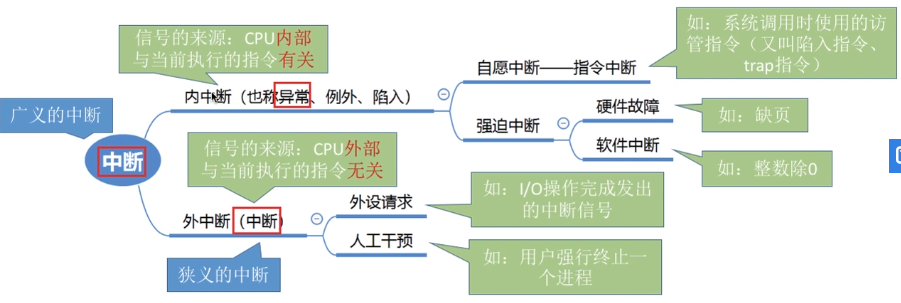 信号的来源：CPU内部
与当前执行的指令有关
如：系统调用时使用的访
管指令（又叫陷入指令、
trap指令）
自愿中断——指令中断
内中断（也称异常、例外、陷入）
广义的中断
硬件故障
如：缺页
强迫中断
信号的来源：CPU外部
与当前执行的指令无关
中断
软件中断
如：整数除0
如：I/O操作完成发出
的中断信号
外设请求
外中断（中断）
人工干预
如：用户强行终止一
个进程
狭义的中断